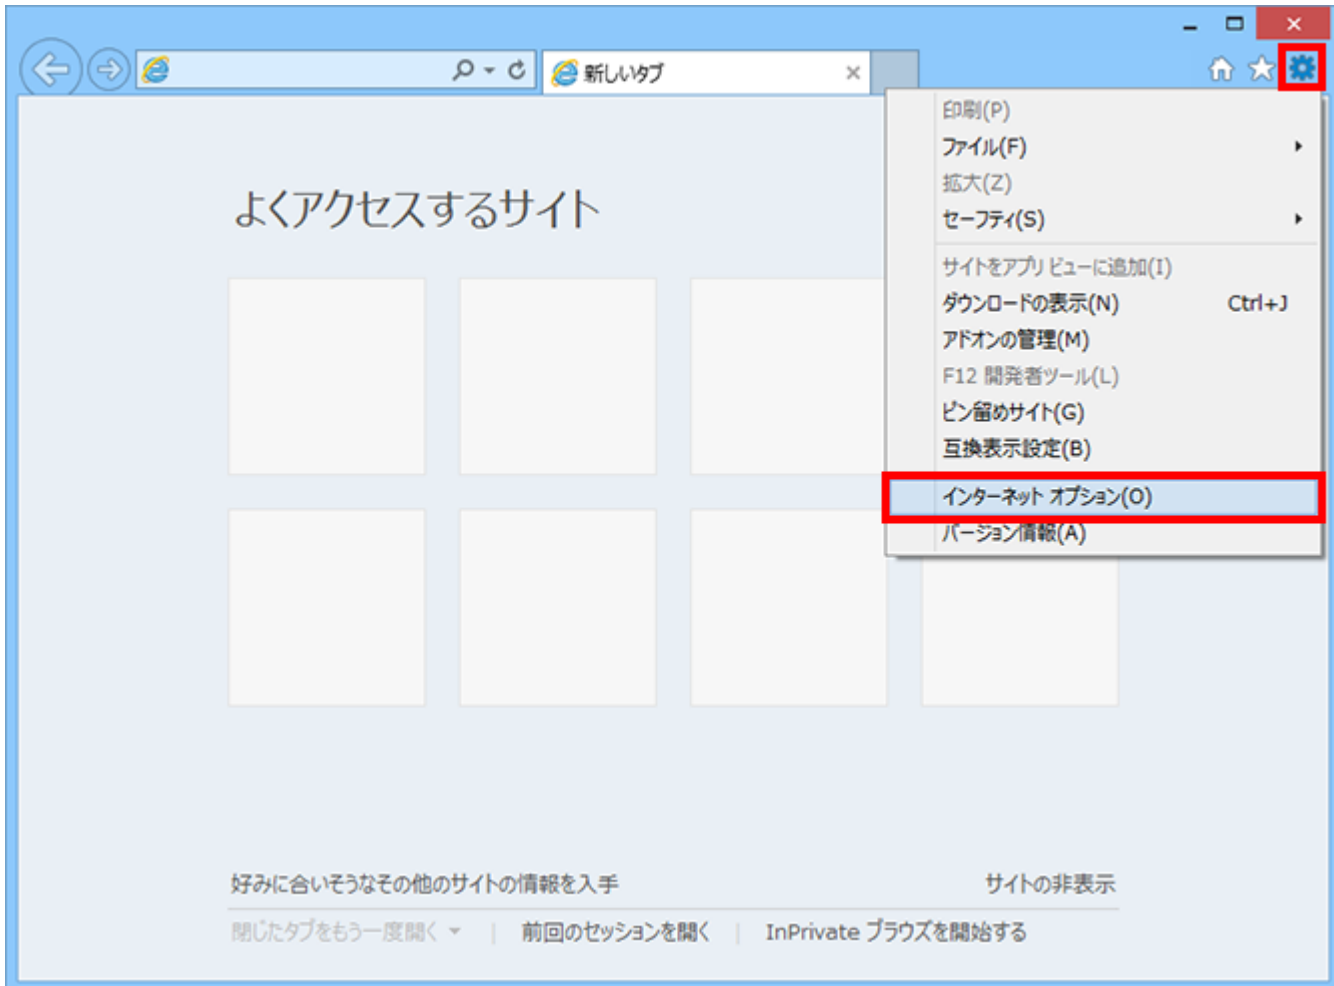 新しいタブ
印刷(P)
ファイル(F)
拡大(Z)
セーフティ(S)
サイトをアプリ ビューに追加(I)
ダウンロードの表示(N) Ctrl+J
アドオンの管理(M)
F12 開発者ツール(L)
ピン留めサイト(G)
互換表示設定(B)
インターネット オプション(O)
バージョン情報(A)
よくアクセスするサイト
好みに合いそうなその他のサイトの情報を入手
サイトの非表示
閉じたタブをもう一度開く | 前回のセッションを開く | InPrivate ブラウズを開始する